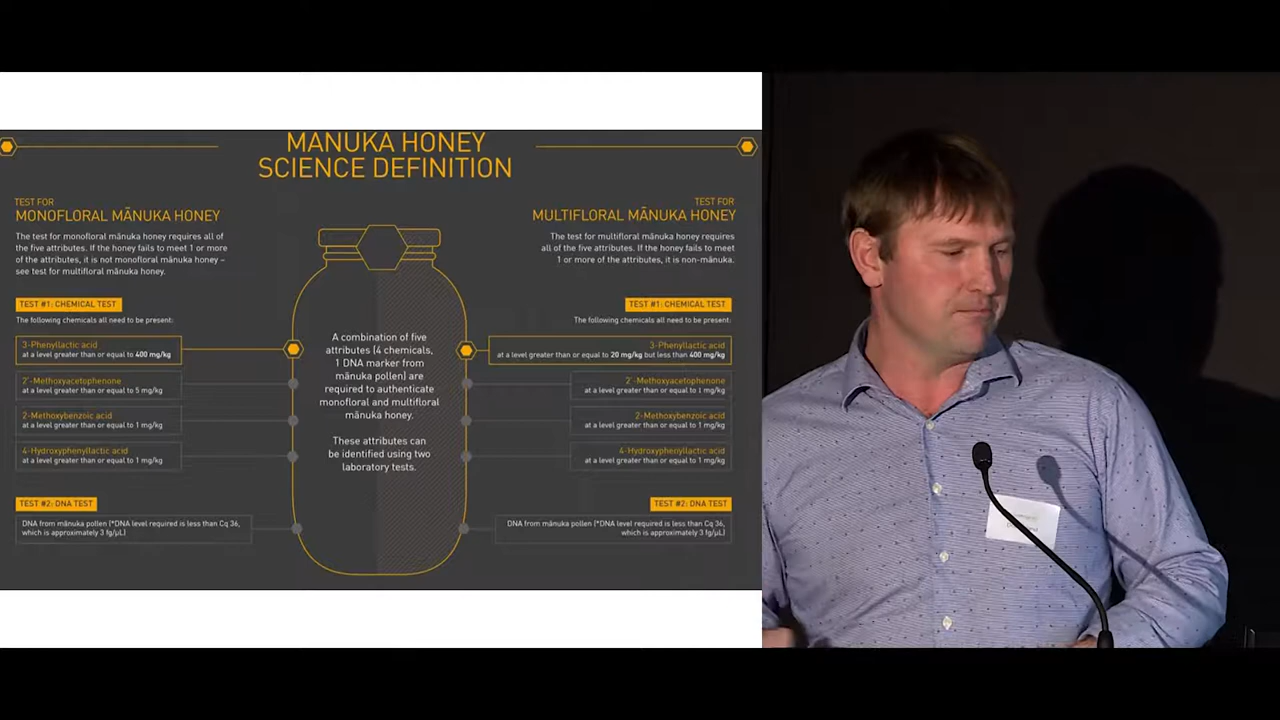 MANUKA HONEY
SCIENCE DEFINITION
TEST FOR
MONOFLORAL MĀNUKA HONEY
The test for monofloral mānuka honey requires all of
the five attributes. If the honey fails to meet 1 or more
of the attributes, it is not monofloral mānuka honey –
see test for multifloral mānuka honey.
TEST #1: CHEMICAL TEST
The following chemicals all need to be present:
3-Phenyllactic acid
at a level greater than or equal to 400 mg/kg
2'-Methoxyacetophenone
at a level greater than or equal to 5 mg/kg
2-Methoxybenzoic acid
at a level greater than or equal to 1 mg/kg
4-Hydroxyphenyllactic acid
at a level greater than or equal to 1 mg/kg
TEST #2: DNA TEST
DNA from mānuka pollen (*DNA level required is less than Cq 36,
which is approximately 3 fg/µL)
A combination of five
attributes (4 chemicals,
1 DNA marker from
mānuka pollen) are
required to authenticate
monofloral and multifloral
mānuka honey.
These attributes can
be identified using two
laboratory tests.
TEST FOR
MULTIFLORAL MĀNUKA HONEY
The test for multifloral mānuka honey requires
all of the five attributes. If the honey fails to meet
1 or more of the attributes, it is non-mānuka.
TEST #1: CHEMICAL TEST
The following chemicals all need to be present:
3-Phenyllactic acid
at a level greater than or equal to 20 mg/kg but less than 400 mg/kg
2'-Methoxyacetophenone
at a level greater than or equal to 1 mg/kg
2-Methoxybenzoic acid
at a level greater than or equal to 1 mg/kg
4-Hydroxyphenyllactic acid
at a level greater than or equal to 1 mg/kg
TEST #2: DNA TEST
DNA from mānuka pollen (*DNA level required is less than Cq 36,
which is approximately 3 fg/µL)